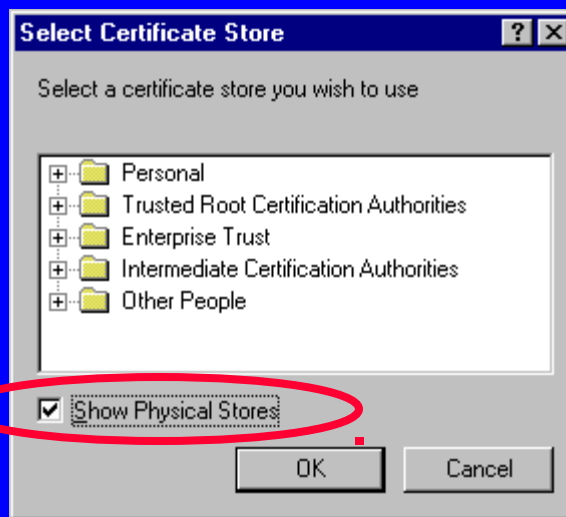 Select Certificate Store
Select a certificate store you wish to use
Personal
Trusted Root Certification Authorities
Enterprise Trust
Intermediate Certification Authorities
Other People
Show Physical Stores
OK Cancel